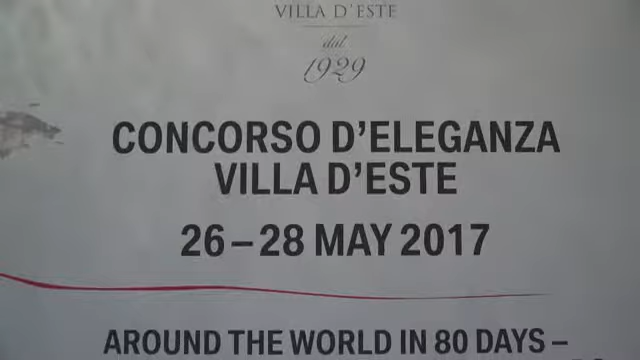 VILLA D'ESTE
dal
1929
CONCORSO D'ELEGANZA
VILLA D'ESTE
26 – 28 MAY 2017
AROUND THE WORLD IN 80 DAYS –